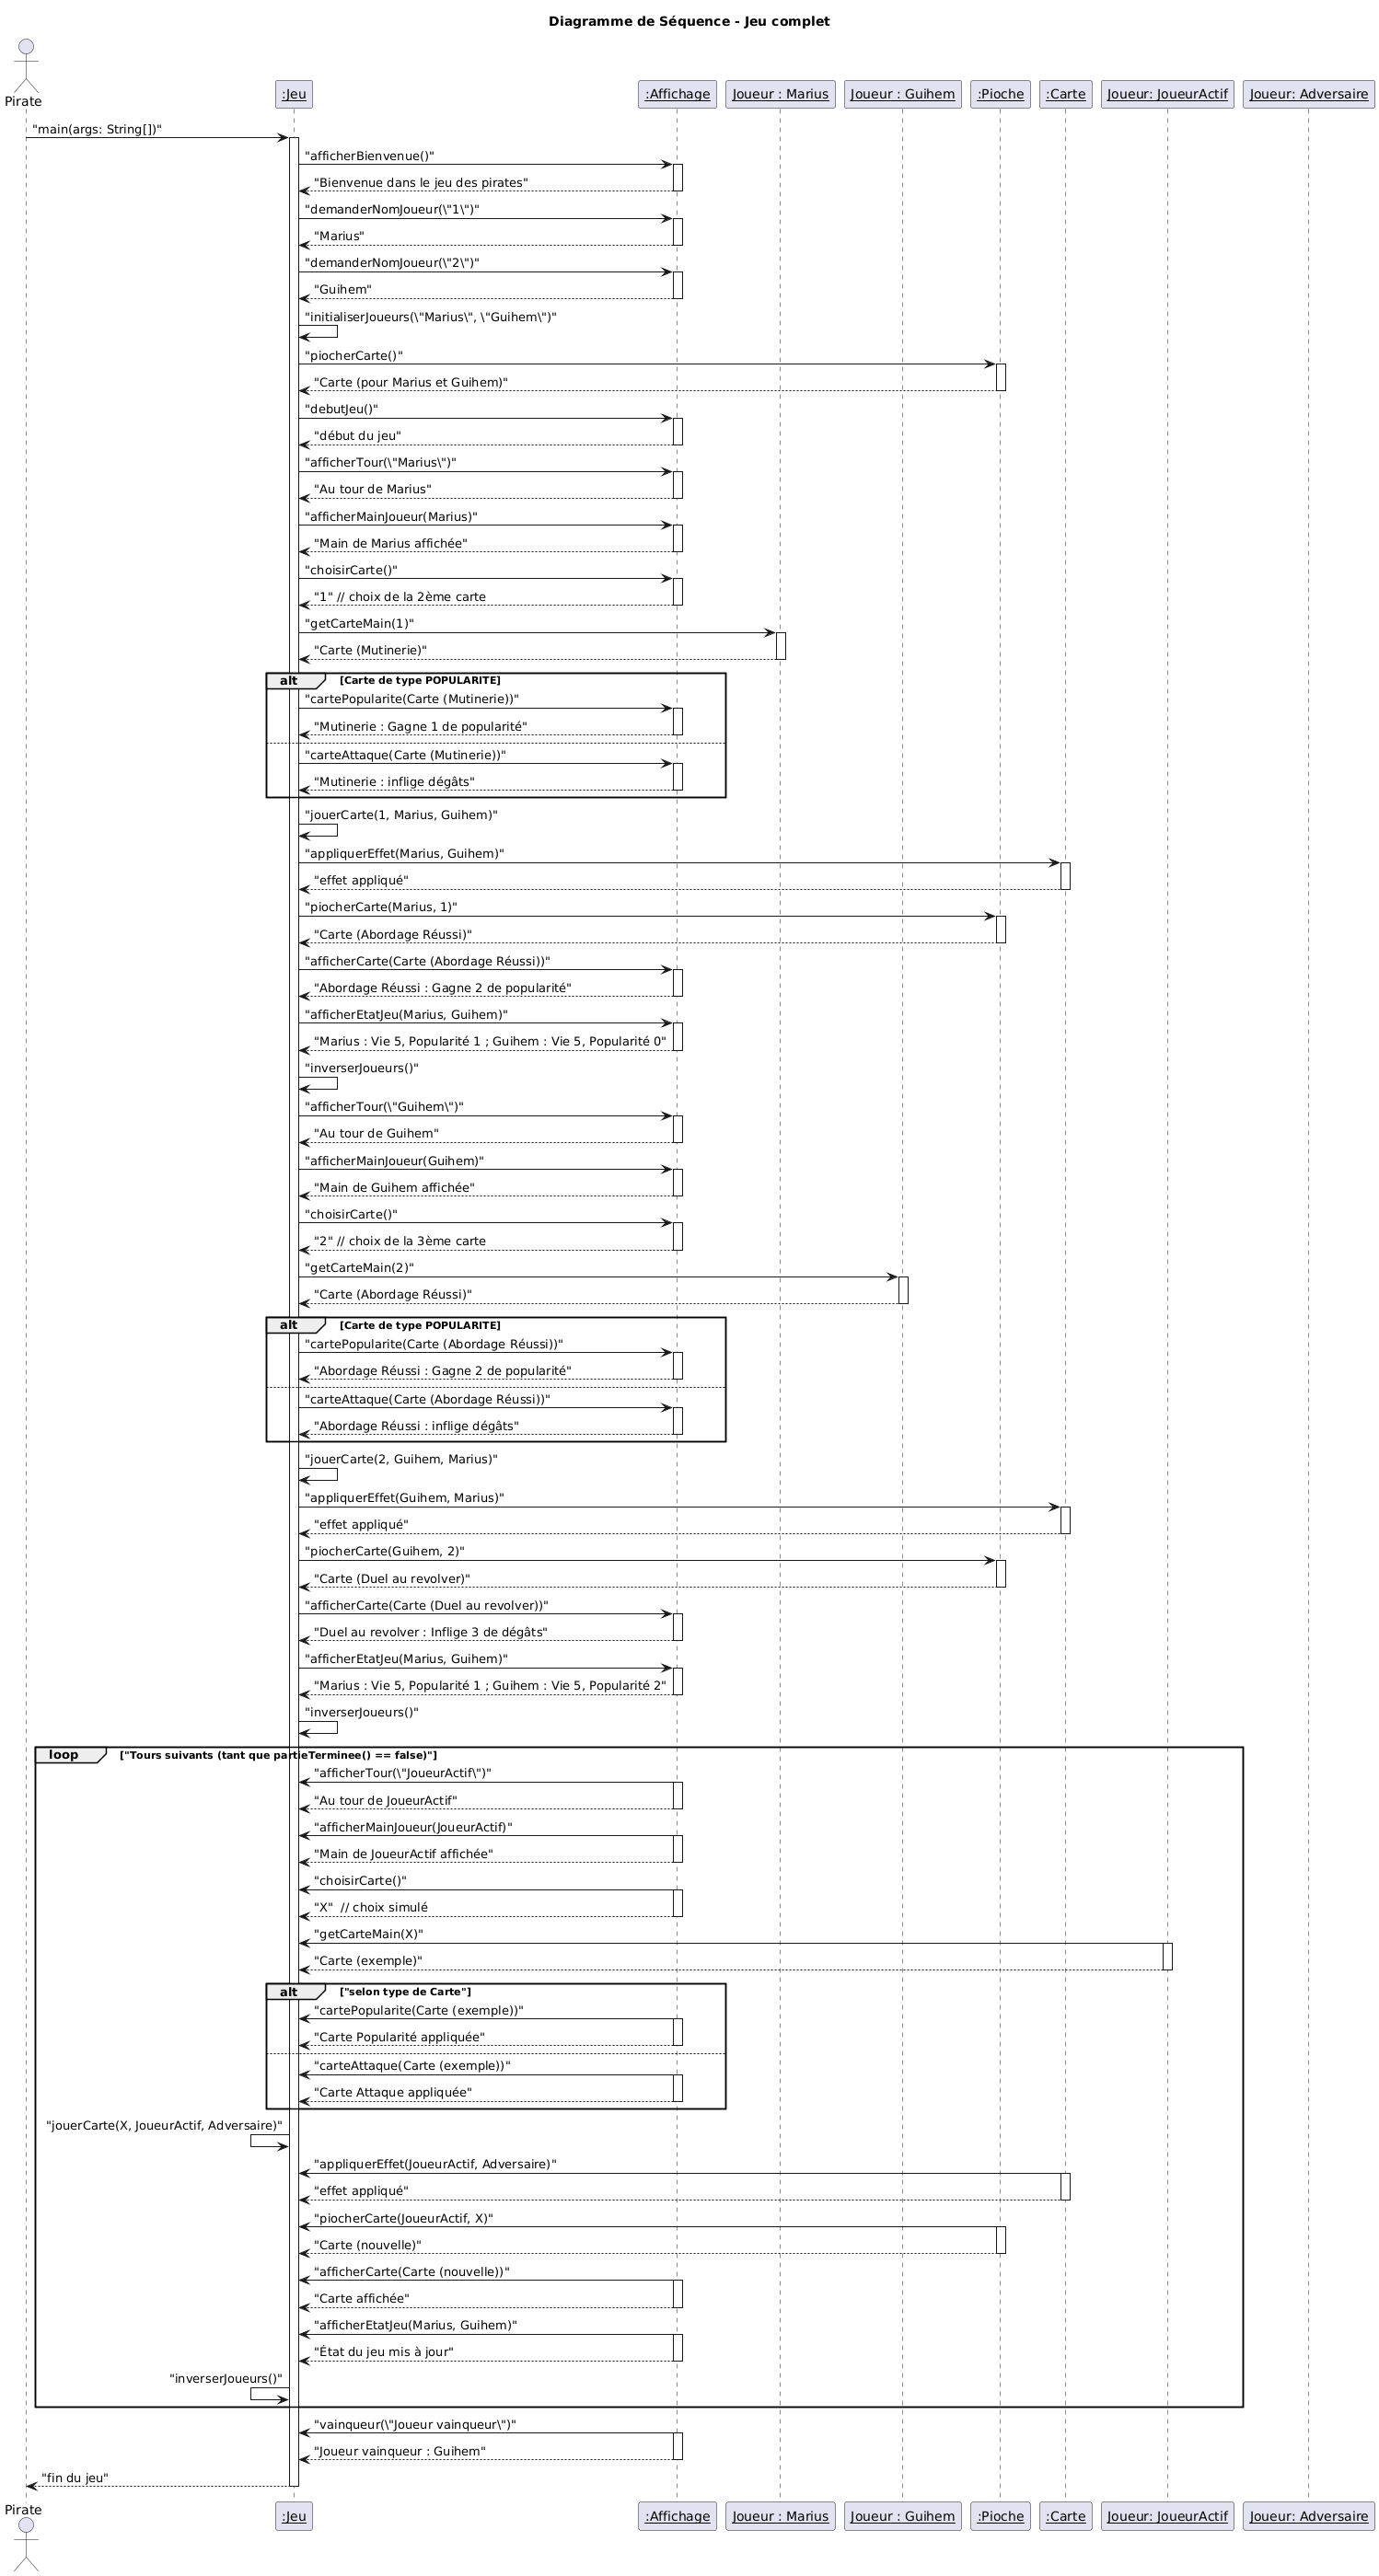 Diagramme de Séquence - Jeu complet
Pirate
:Jeu
:Affichage
Joueur : Marius
Joueur : Guihem
:Pioche
:Carte
Joueur: JoueurActif
Joueur: Adversaire
"main(args: String[])"
"afficherBienvenue()"
"Bienvenue dans le jeu des pirates"
"demanderNomJoueur(\"1\")"
"Marius"
"demanderNomJoueur(\"2\")"
"Guihem"
"initialiserJoueurs(\"Marius\", \"Guihem\")"
"piocherCarte()"
"Carte (pour Marius et Guihem)"
"debutJeu()"
"début du jeu"
"afficherTour(\"Marius\")"
"Au tour de Marius"
"afficherMainJoueur(Marius)"
"Main de Marius affichée"
"choisirCarte()"
"1" // choix de la 2ème carte
"getCarteMain(1)"
"Carte (Mutinerie)"
alt [Carte de type POPULARITE]
"cartePopularite(Carte (Mutinerie))"
"Mutinerie : Gagne 1 de popularité"
"carteAttaque(Carte (Mutinerie))"
"Mutinerie : inflige dégâts"
"jouerCarte(1, Marius, Guihem)"
"appliquerEffet(Marius, Guihem)"
"effet appliqué"
"piocherCarte(Marius, 1)"
"Carte (Abordage Réussi)"
"afficherCarte(Carte (Abordage Réussi))"
"Abordage Réussi : Gagne 2 de popularité"
"afficherEtatJeu(Marius, Guihem)"
"Marius : Vie 5, Popularité 1 ; Guihem : Vie 5, Popularité 0"
"inverserJoueurs()"
"afficherTour(\"Guihem\")"
"Au tour de Guihem"
"afficherMainJoueur(Guihem)"
"Main de Guihem affichée"
"choisirCarte()"
"2" // choix de la 3ème carte
"getCarteMain(2)"
"Carte (Abordage Réussi)"
alt [Carte de type POPULARITE]
"cartePopularite(Carte (Abordage Réussi))"
"Abordage Réussi : Gagne 2 de popularité"
"carteAttaque(Carte (Abordage Réussi))"
"Abordage Réussi : inflige dégâts"
"jouerCarte(2, Guihem, Marius)"
"appliquerEffet(Guihem, Marius)"
"effet appliqué"
"piocherCarte(Guihem, 2)"
"Carte (Duel au revolver)"
"afficherCarte(Carte (Duel au revolver))"
"Duel au revolver : Inflige 3 de dégâts"
"afficherEtatJeu(Marius, Guihem)"
"Marius : Vie 5, Popularité 1 ; Guihem : Vie 5, Popularité 2"
"inverserJoueurs()"
loop ["Tours suivants (tant que partieTerminee() == false)"]
"afficherTour(\"JoueurActif\")"
"Au tour de JoueurActif"
"afficherMainJoueur(JoueurActif)"
"Main de JoueurActif affichée"
"choisirCarte()"
"X"  // choix simulé
"getCarteMain(X)"
"Carte (exemple)"
alt ["selon type de Carte"]
"cartePopularite(Carte (exemple))"
"Carte Popularité appliquée"
"carteAttaque(Carte (exemple))"
"Carte Attaque appliquée"
"jouerCarte(X, JoueurActif, Adversaire)"
"appliquerEffet(JoueurActif, Adversaire)"
"effet appliqué"
"piocherCarte(JoueurActif, X)"
"Carte (nouvelle)"
"afficherCarte(Carte (nouvelle))"
"Carte affichée"
"afficherEtatJeu(Marius, Guihem)"
"État du jeu mis à jour"
"inverserJoueurs()"
"vainqueur(\"Joueur vainqueur\")"
"Joueur vainqueur : Guihem"
"fin du jeu"
Pirate
:Jeu
:Affichage
Joueur : Marius
Joueur : Guihem
:Pioche
:Carte
Joueur: JoueurActif
Joueur: Adversaire